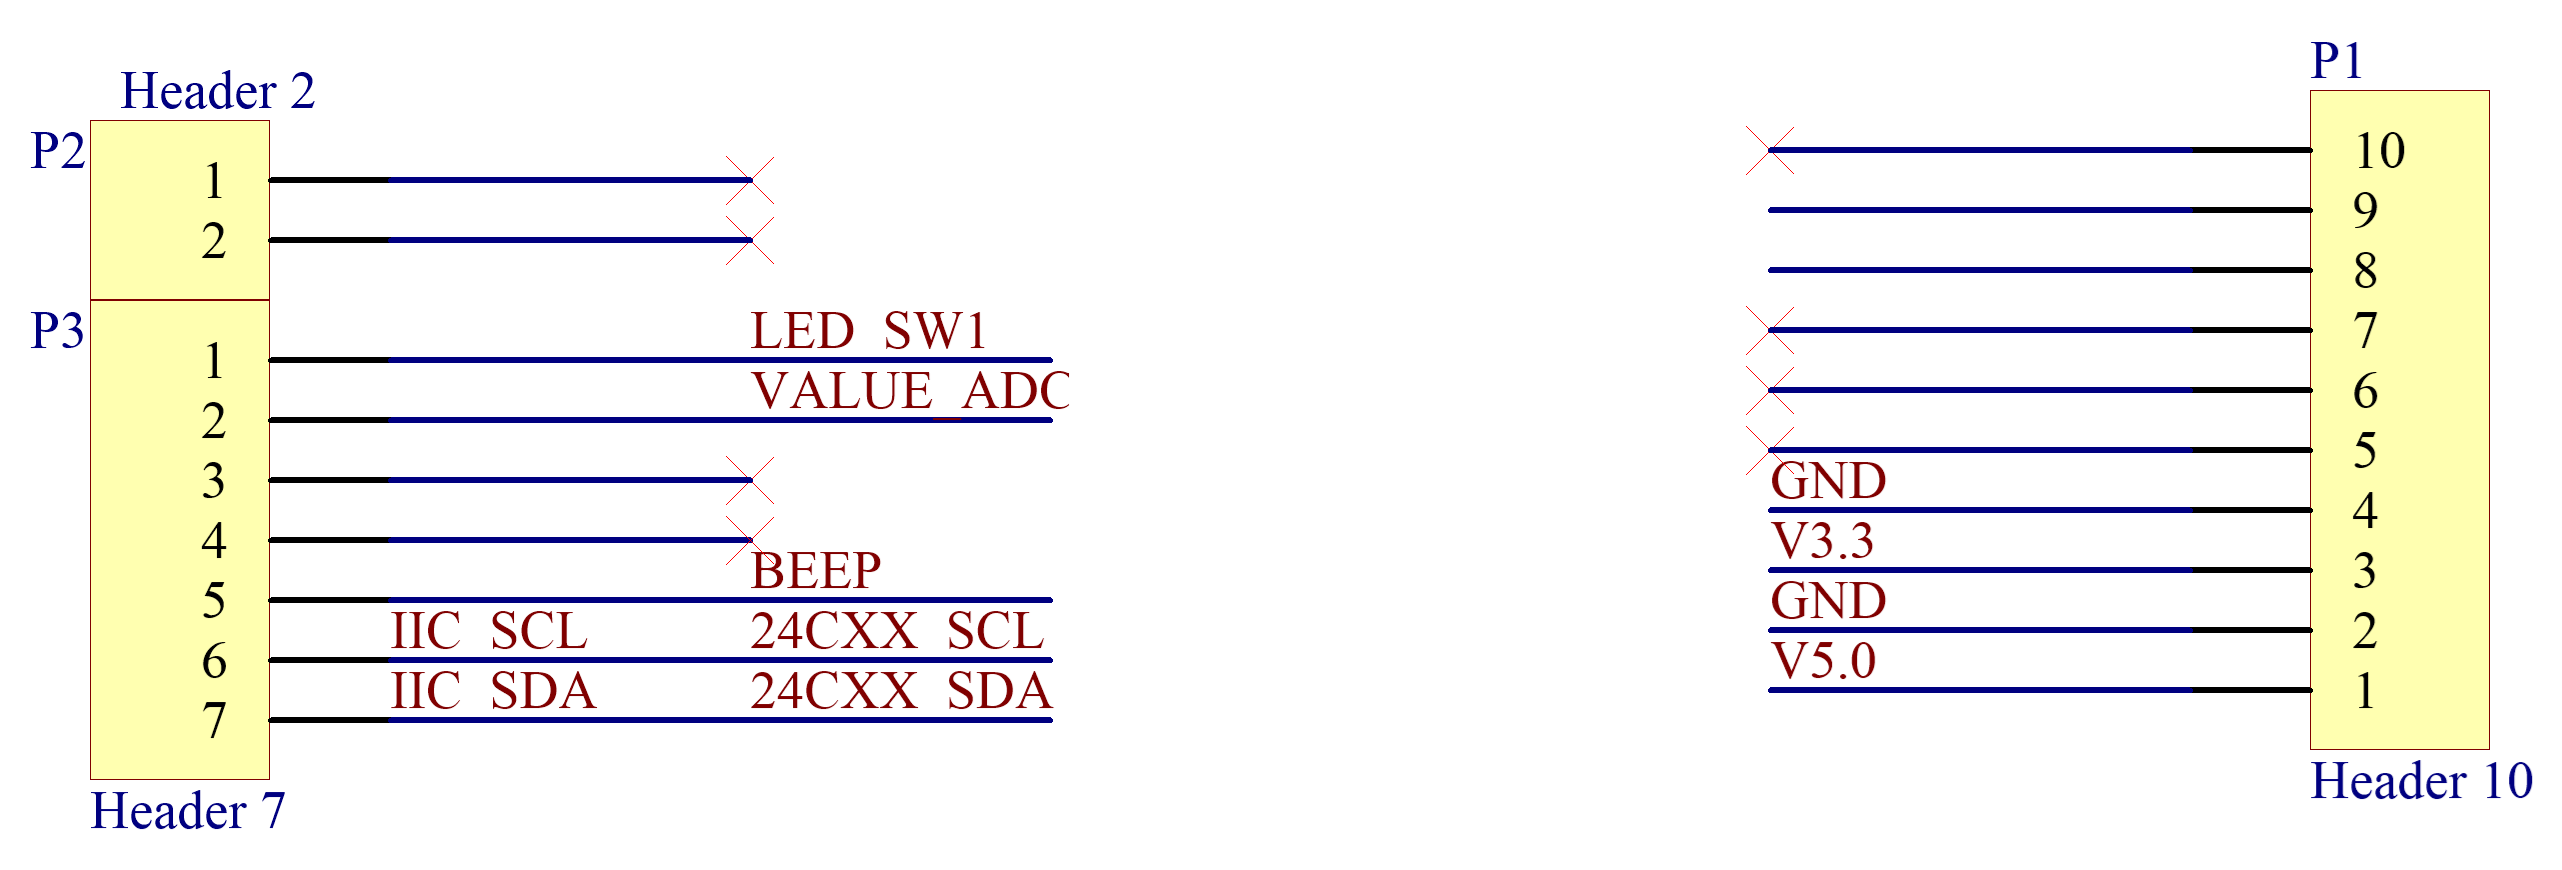 Header 2
P2
1
2
P3
1
LED_SW1
2
VALUE_ADC
3
4
5
BEEP
6
IIC_SCL 24CXX_SCL
7
IIC_SDA 24CXX_SDA
Header 7
P1
10
9
8
7
6
5
GND
4
V3.3
3
GND
2
V5.0
1
Header 10